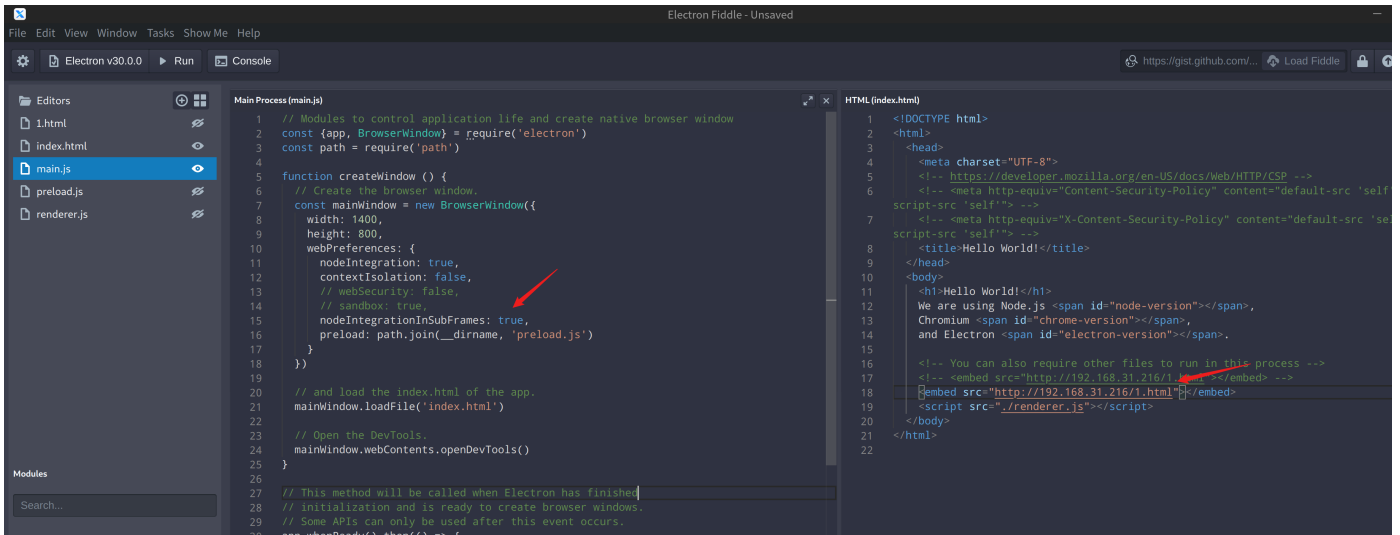 Electron Fiddle - Unsaved
File Edit View Window Tasks Show Me Help
Electron v30.0.0 Run Console
https://gist.github.com/... Load Fiddle
Editors
1.html
index.html
main.js
preload.js
renderer.js
Modules
Search...
Main Process (main.js)
1 // Modules to control application life and create native browser window
2 const {app, BrowserWindow} = require('electron')
3 const path = require('path')
4
5 function createWindow () {
6 // Create the browser window.
7 const mainWindow = new BrowserWindow({
8 width: 1400,
9 height: 800,
10 webPreferences: {
11 nodeIntegration: true,
12 contextIsolation: false,
13 // webSecurity: false,
14 // sandbox: true,
15 nodeIntegrationInSubFrames: true,
16 preload: path.join(__dirname, 'preload.js')
17 }
18 })
19
20 // and load the index.html of the app.
21 mainWindow.loadFile('index.html')
22
23 // Open the DevTools.
24 mainWindow.webContents.openDevTools()
25 }
26
27 // This method will be called when Electron has finished
28 // initialization and is ready to create browser windows.
29 // Some APIs can only be used after this event occurs.
HTML (index.html)
1 <!DOCTYPE html>
2 <html>
3 <head>
4 <meta charset="UTF-8">
5 <!-- https://developer.mozilla.org/en-US/docs/Web/HTTP/CSP -->
6 <!-- <meta http-equiv="Content-Security-Policy" content="default-src 'self'
script-src 'self'"> -->
7 <!-- <meta http-equiv="X-Content-Security-Policy" content="default-src 'sel
script-src 'self'"> -->
8 <title>Hello World!</title>
9 </head>
10 <body>
11 <h1>Hello World!</h1>
12 We are using Node.js <span id="node-version"></span>,
13 Chromium <span id="chrome-version"></span>,
14 and Electron <span id="electron-version"></span>.
15
16 <!-- You can also require other files to run in this process -->
17 <!-- <embed src="http://192.168.31.216/1.html"></embed> -->
18 <embed src="http://192.168.31.216/1.html"></embed>
19 <script src="./renderer.js"></script>
20 </body>
21 </html>
22